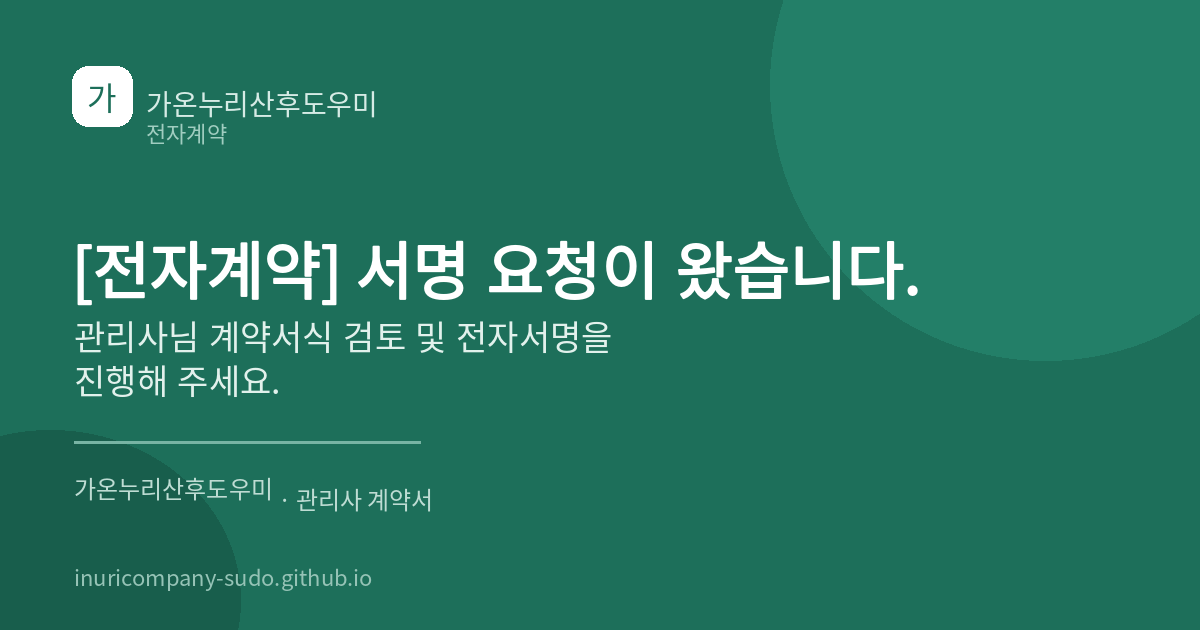 가
가온누리산후도우미
전자계약
[전자계약] 서명 요청이 왔습니다.
관리사님 계약서식 검토 및 전자서명을
진행해 주세요.
가온누리산후도우미 · 관리사 계약서
inuricompany-sudo.github.io